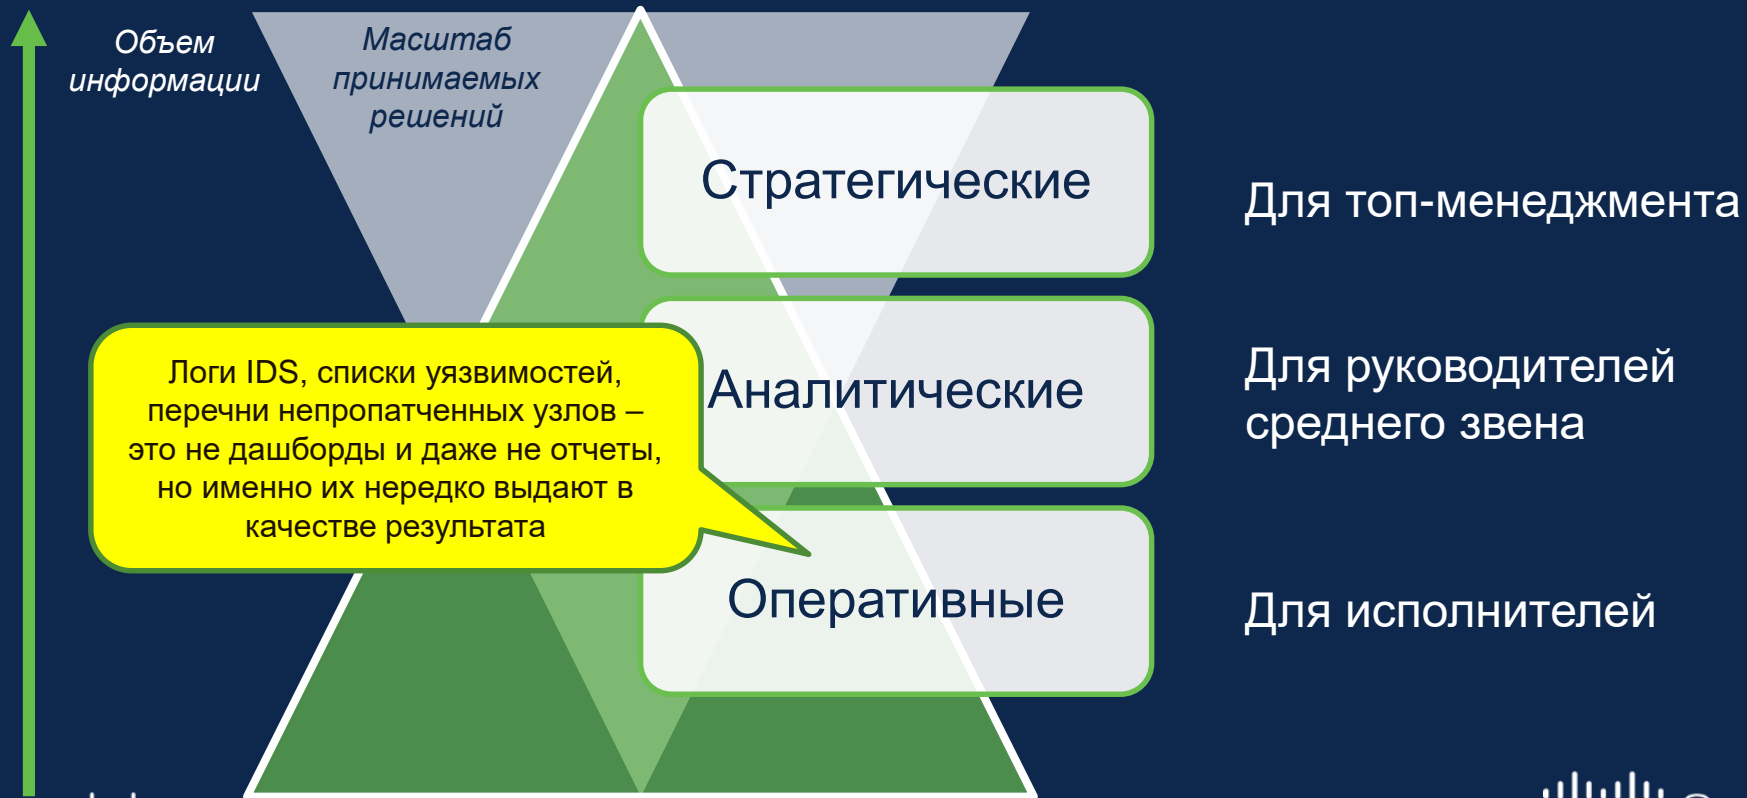 Объем
информации
Масштаб
принимаемых
решений
Стратегические
Для топ-менеджмента
Аналитические
Для руководителей
среднего звена
Логи IDS, списки уязвимостей,
перечни непропатченных узлов –
это не дашборды и даже не отчеты,
но именно их нередко выдают в
качестве результата
Оперативные
Для исполнителей